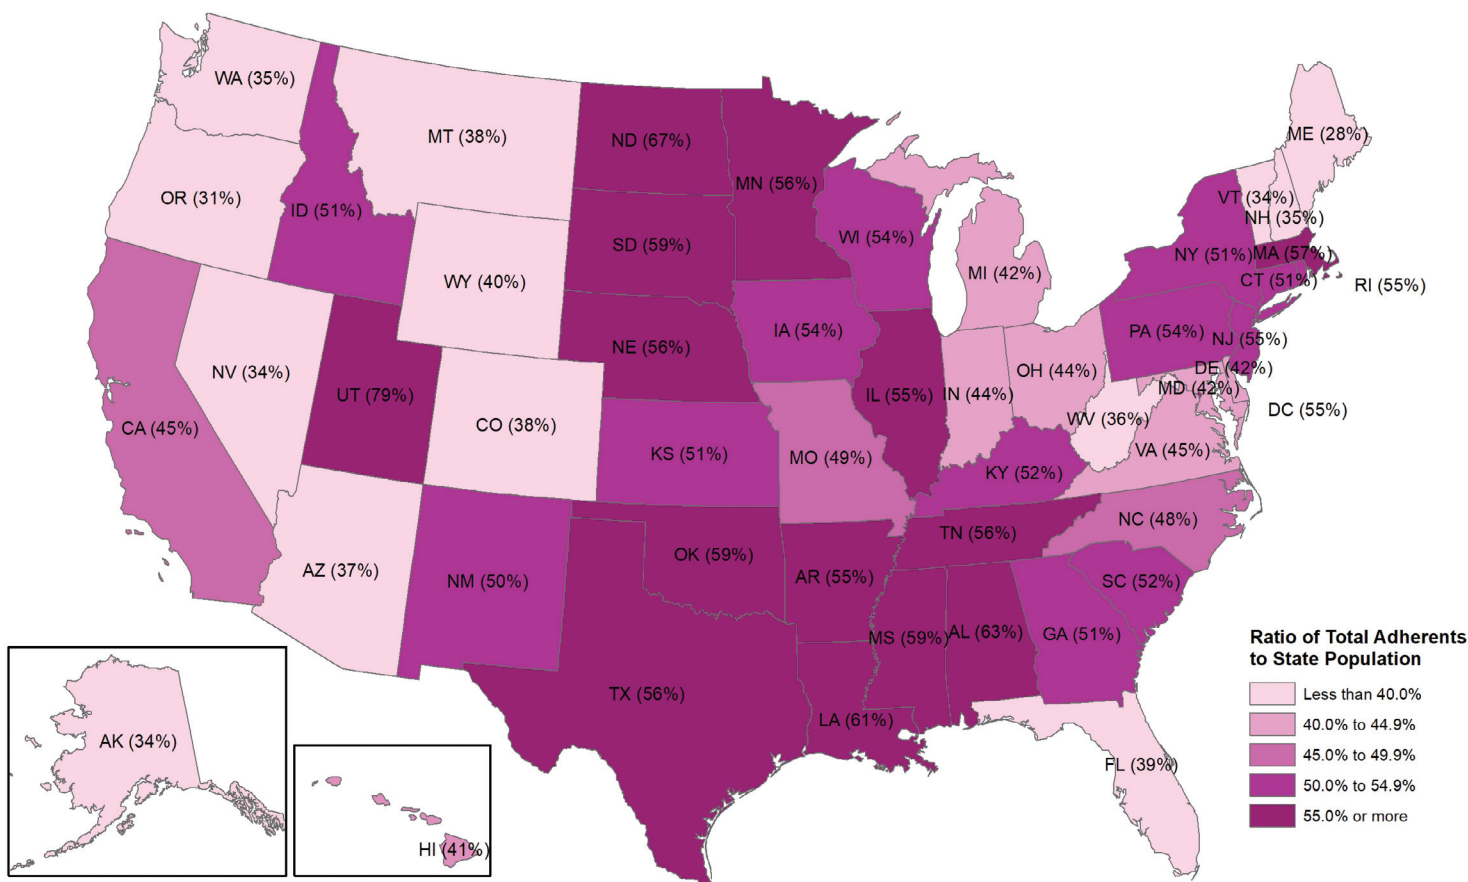 WA (35%)
MT (38%)
ND (67%)
ME (28%)
OR (31%)
ID (51%)
MN (56%)
VT (34%)
NH (35%)
WI (54%)
SD (59%)
WY (40%)
MI (42%)
NY (51%)
MA (57%)
CT (51%)
RI (55%)
IA (54%)
PA (54%)
NJ (55%)
NE (56%)
NV (34%)
UT (79%)
CO (38%)
IL (55%)
IN (44%)
OH (44%)
DE (42%)
MD (42%)
DC (55%)
CA (45%)
KS (51%)
MO (49%)
WV (36%)
VA (45%)
KY (52%)
NC (48%)
AZ (37%)
NM (50%)
OK (59%)
AR (55%)
TN (56%)
SC (52%)
MS (59%)
AL (63%)
GA (51%)
TX (56%)
LA (61%)
FL (39%)
AK (34%)
HI (41%)
Ratio of Total Adherents
to State Population
Less than 40.0%
40.0% to 44.9%
45.0% to 49.9%
50.0% to 54.9%
55.0% or more